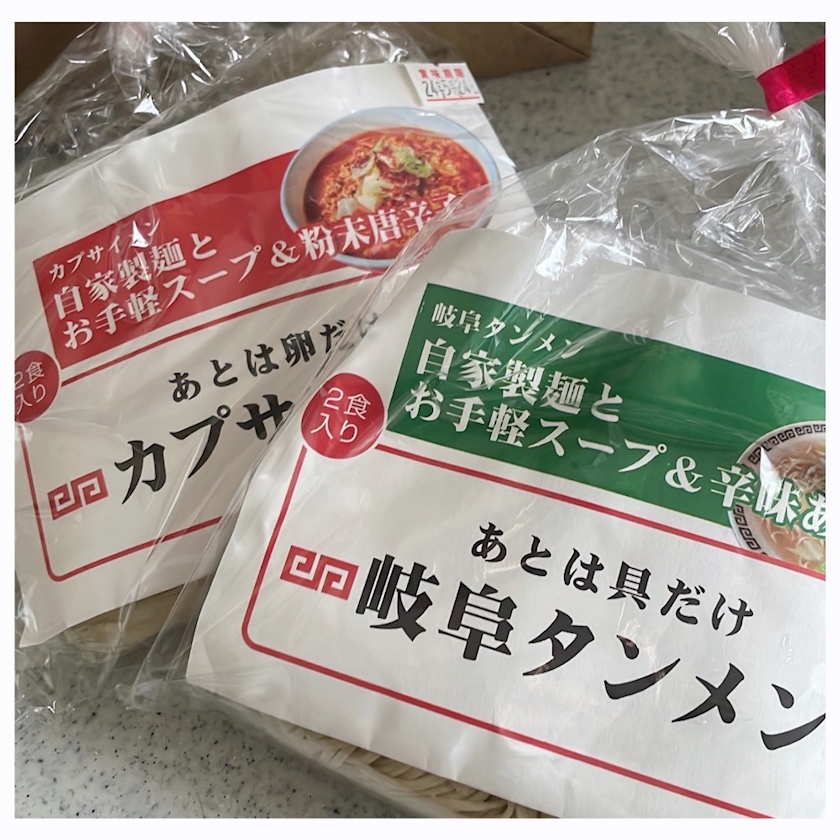 賞味期限
カプサイメン
自家製麺と
お手軽スープ&粉末唐辛子
あとは卵だけ
2食
入り
カプサ
岐阜タンメン
自家製麺と
お手軽スープ&辛味あ
2食
入り
あとは具だけ
岐阜タンメン